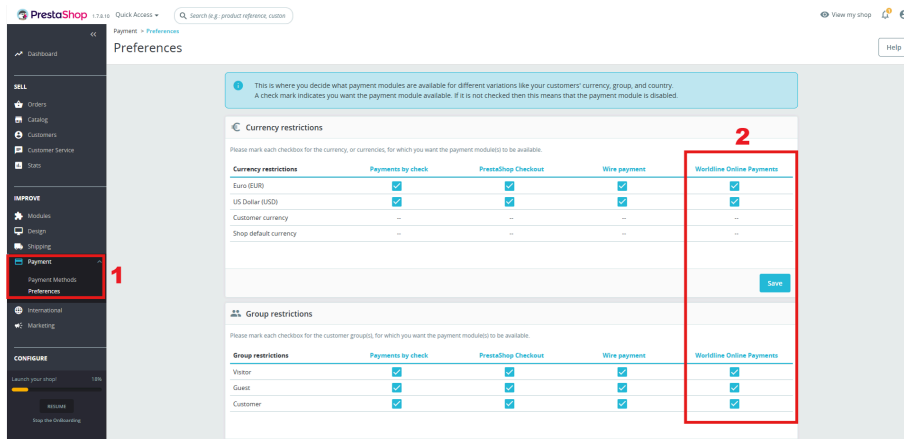 PrestaShop 1.7.8.10 Quick Access Search (e.g.: product reference, custon View my shop
Payment > Preferences
Preferences
Help
Dashboard
SELL
Orders
Catalog
Customers
Customer Service
Stats
IMPROVE
Modules
Design
Shipping
Payment
Payment Methods
Preferences
International
Marketing
CONFIGURE
Launch your shop! 18%
RESUME
Stop the OnBoarding
1
This is where you decide what payment modules are available for different variations like your customers' currency, group, and country.
A check mark indicates you want the payment module available. If it is not checked then this means that the payment module is disabled.
Currency restrictions
2
Please mark each checkbox for the currency, or currencies, for which you want the payment module(s) to be available.
Currency restrictions Payments by check PrestaShop Checkout Wire payment Worldline Online Payments
Euro (EUR)
US Dollar (USD)
Customer currency -- -- -- --
Shop default currency -- -- -- --
Save
Group restrictions
Please mark each checkbox for the customer group(s), for which you want the payment module(s) to be available.
Group restrictions Payments by check PrestaShop Checkout Wire payment Worldline Online Payments
Visitor
Guest
Customer